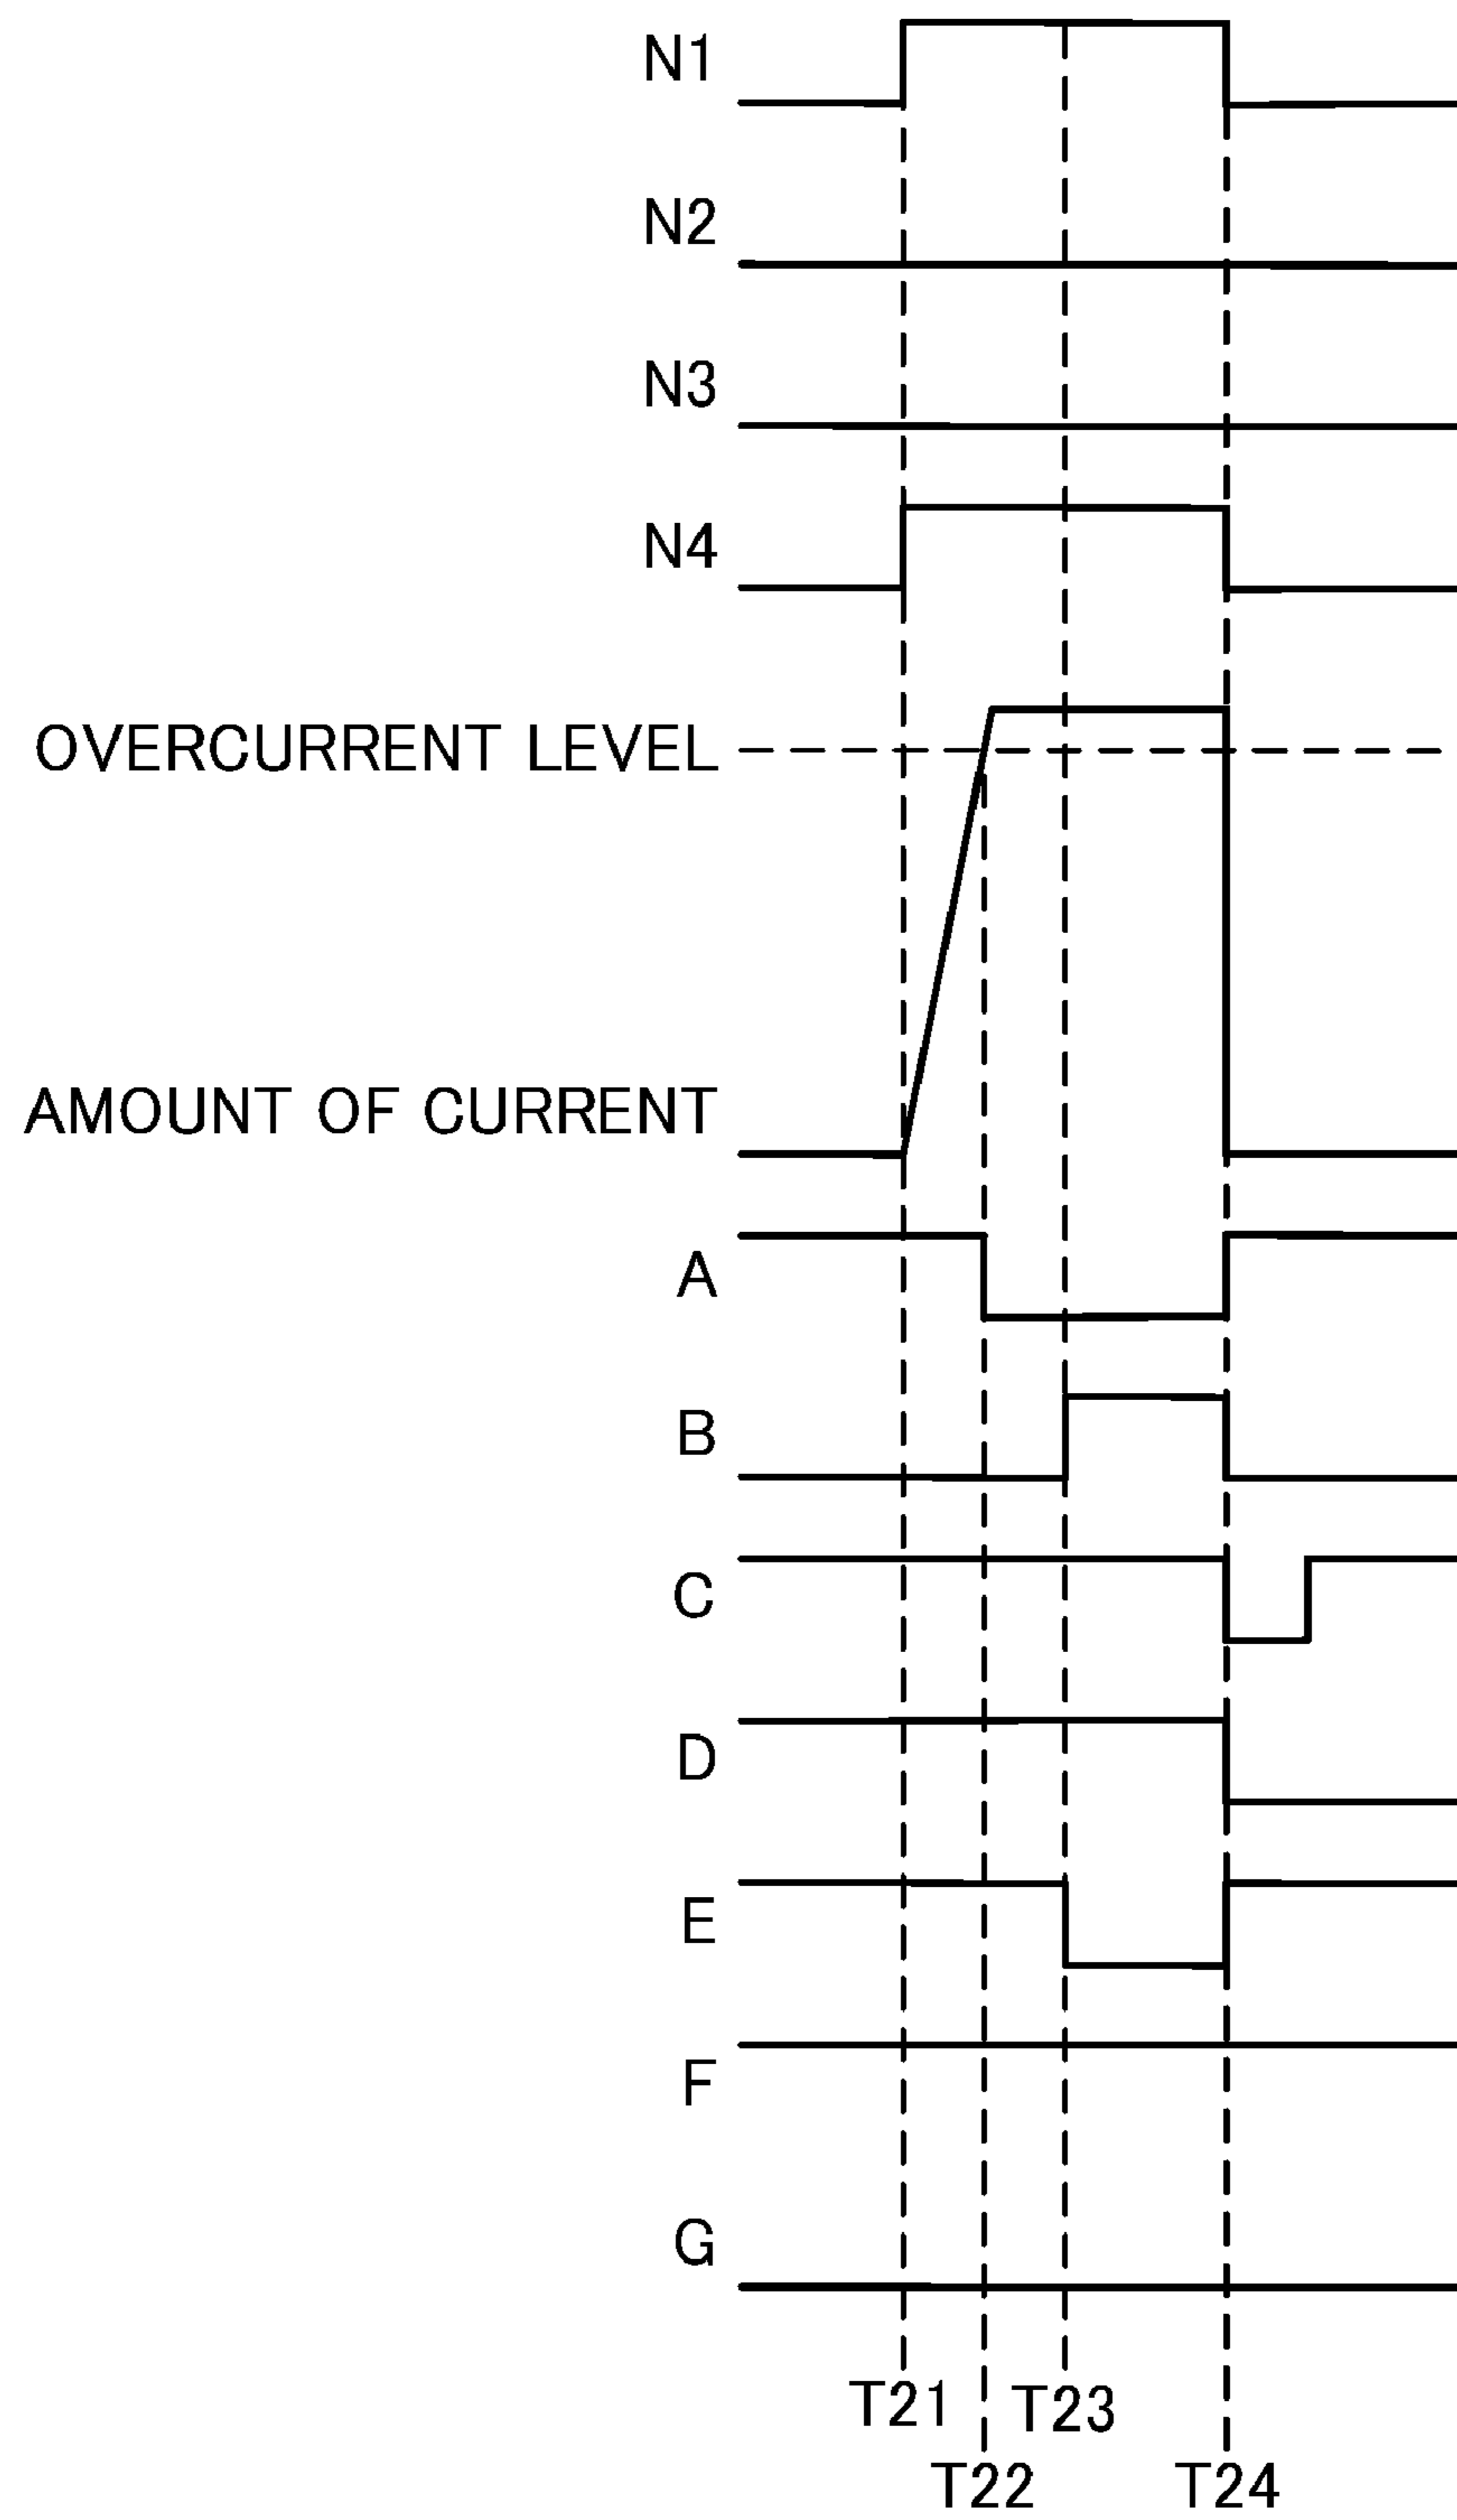 N1
N2
N3
N4
OVERCURRENT LEVEL
AMOUNT OF CURRENT
A
B
C
D
E
F
G
T21
T23
T22
T24